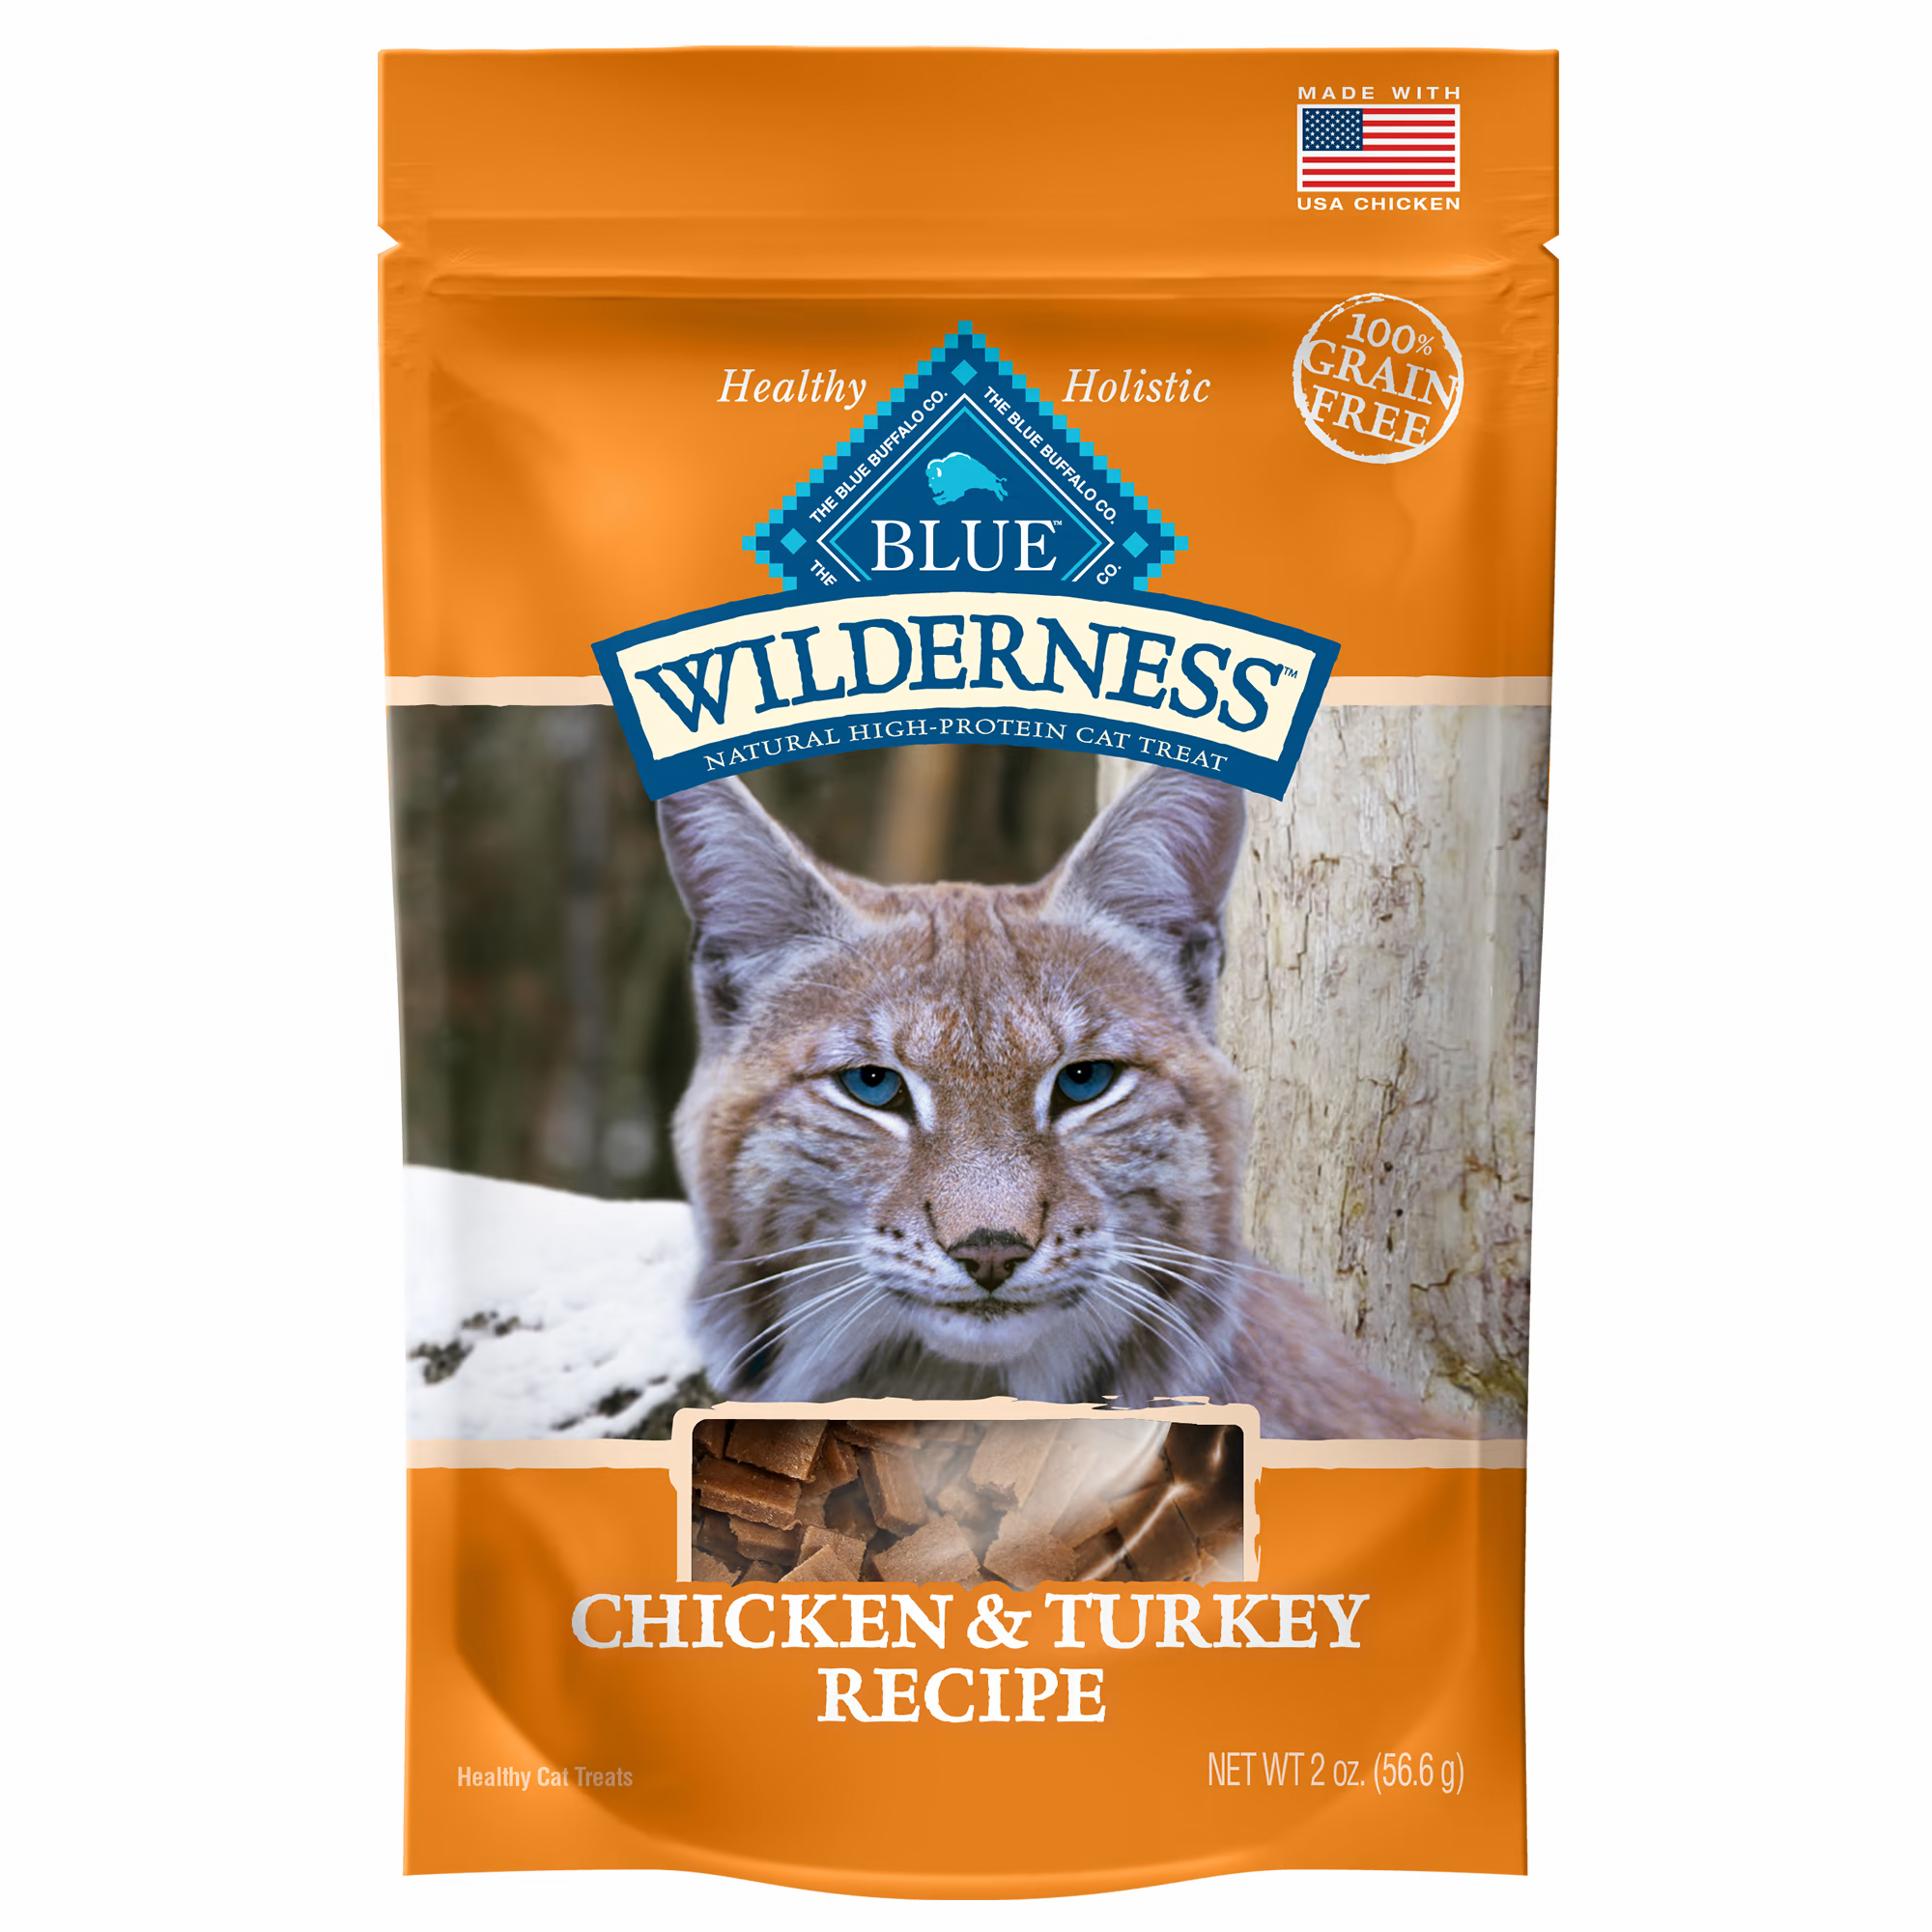 MADE WITH
USA CHICKEN
100%
GRAIN
FREE
Healthy
Holistic
THE BLUE BUFFALO CO.
THE BLUE BUFFALO CO.
BLUE™
THE
CO.
WILDERNESS™
NATURAL HIGH-PROTEIN CAT TREAT
CHICKEN & TURKEY
RECIPE
Healthy Cat Treats
NET WT 2 oz. (56.6 g)